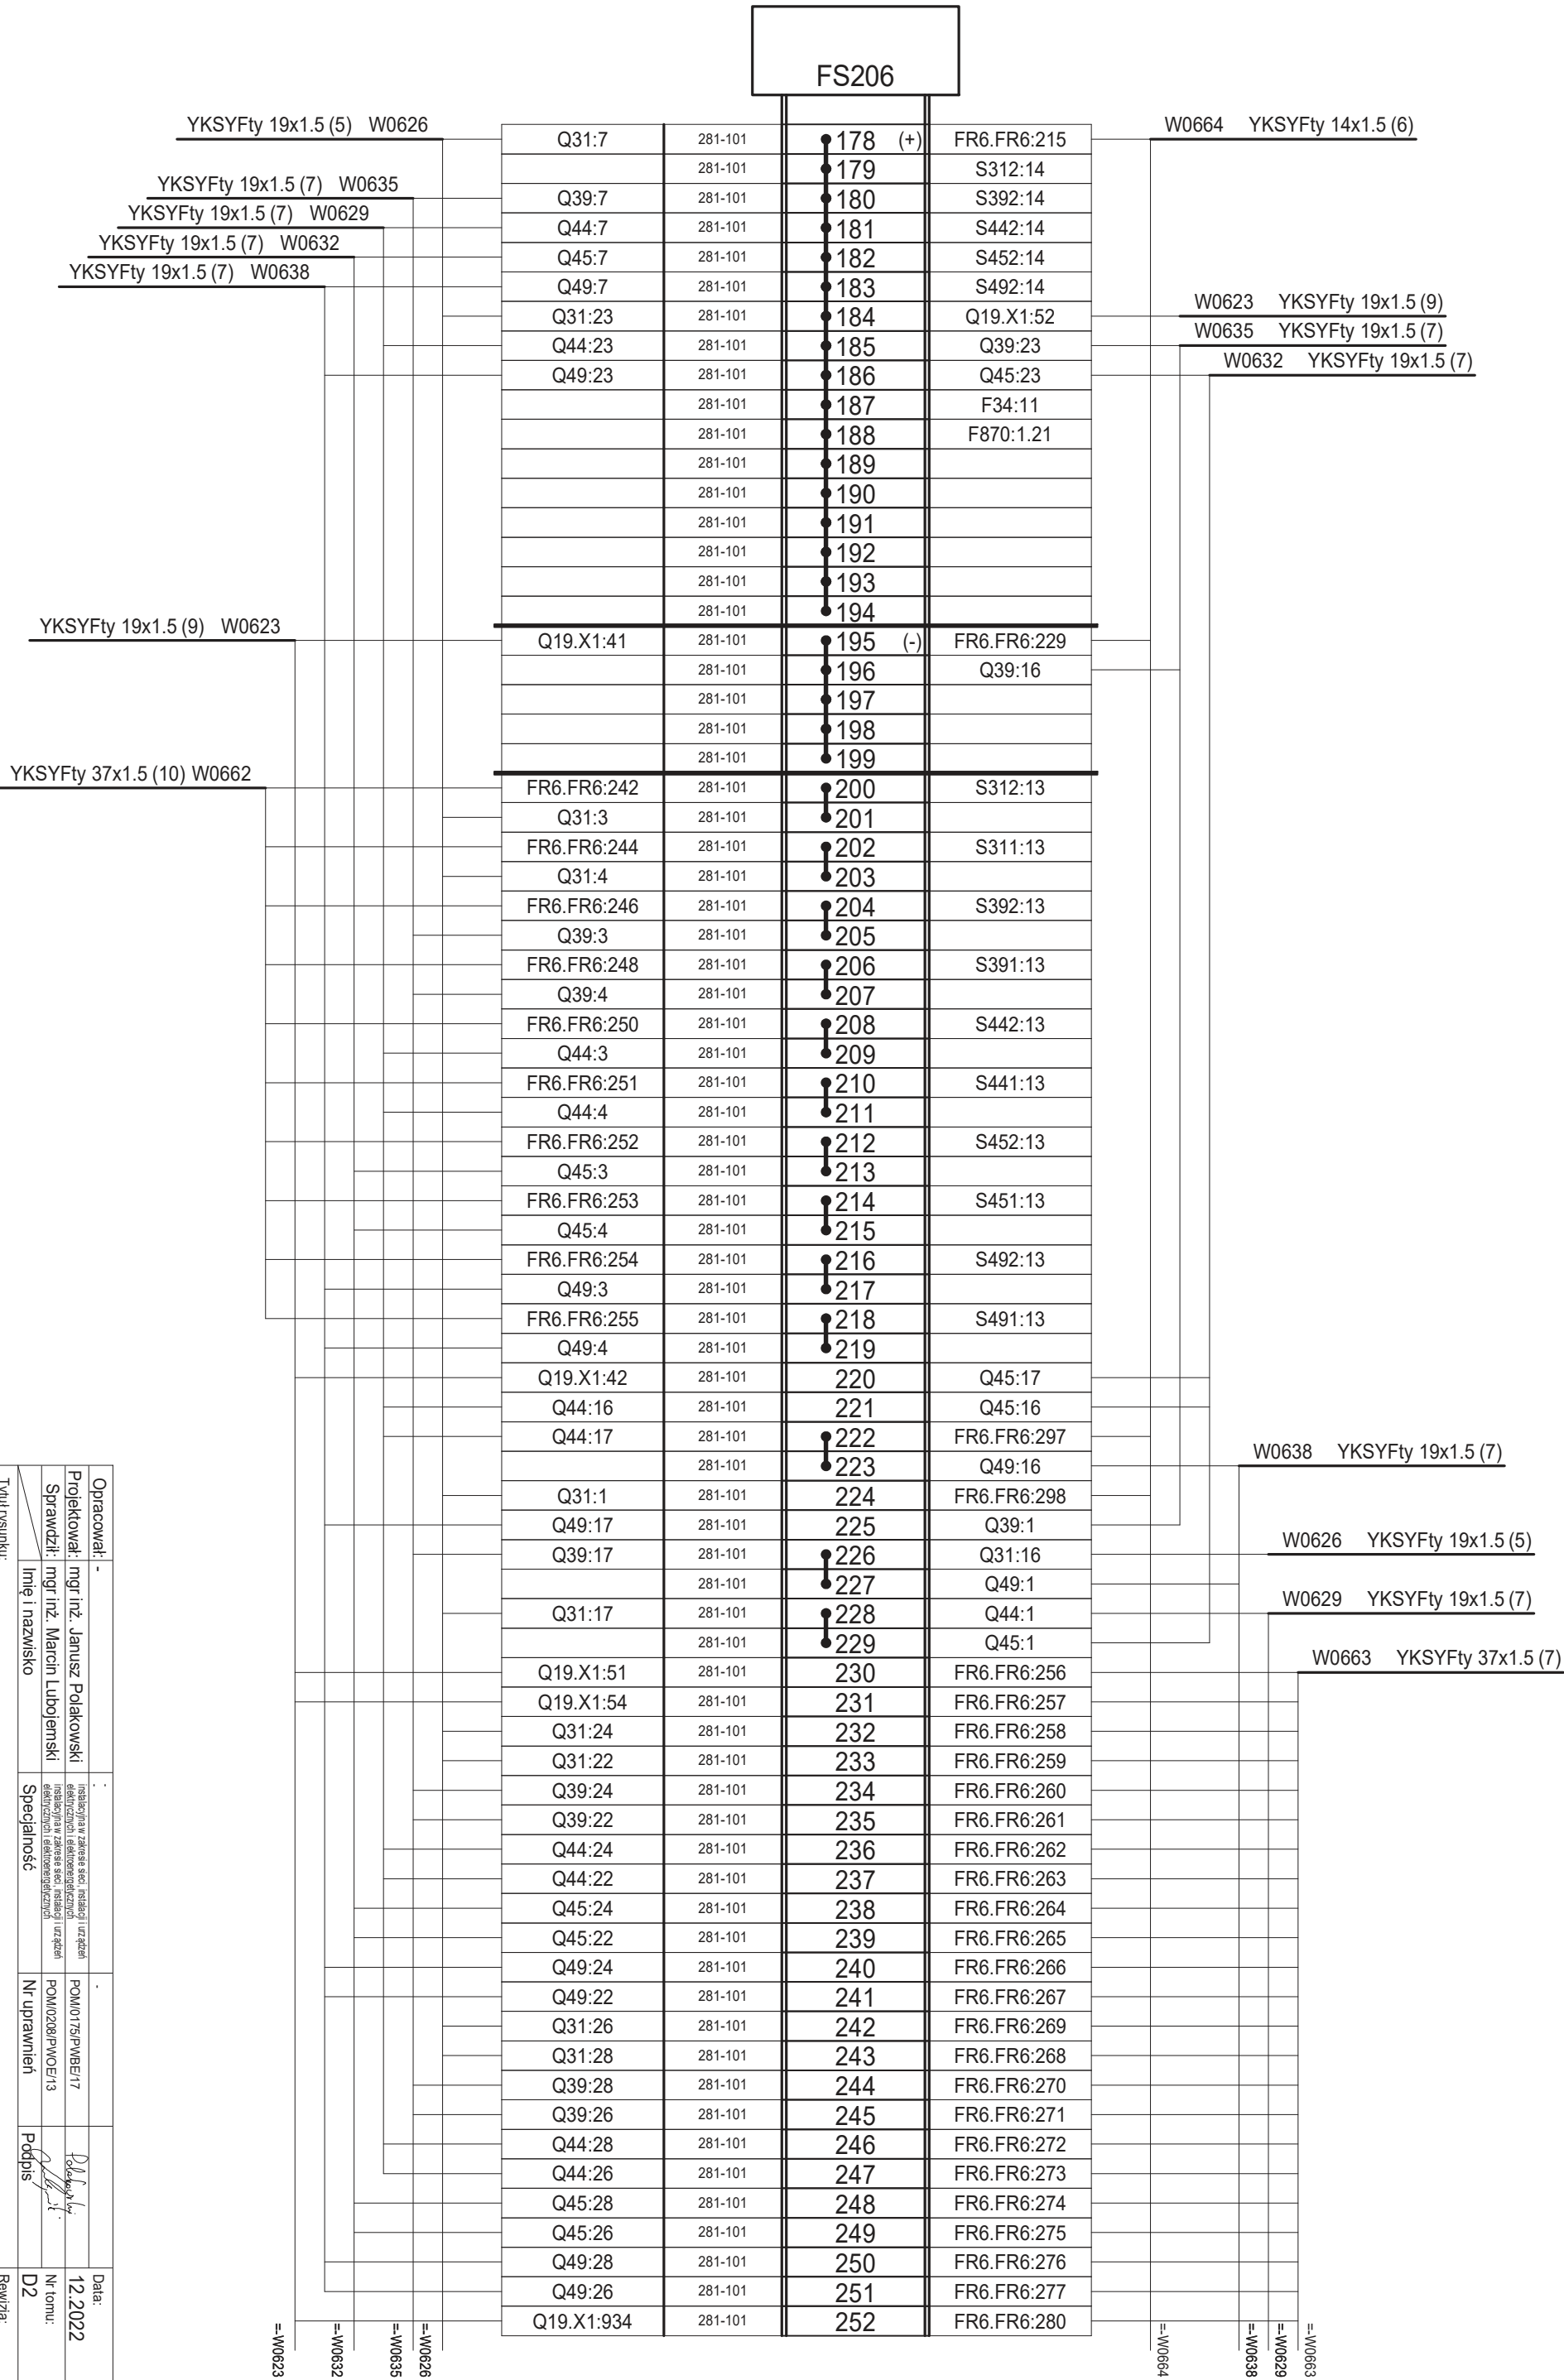 FS206
YKSYFty 19x1.5 (5) W0626
YKSYFty 19x1.5 (7) W0635
YKSYFty 19x1.5 (7) W0629
YKSYFty 19x1.5 (7) W0632
YKSYFty 19x1.5 (7) W0638
YKSYFty 19x1.5 (9) W0623
YKSYFty 37x1.5 (10) W0662
Q31:7 281-101 178 (+) FR6.FR6:215
281-101 179 S312:14
Q39:7 281-101 180 S392:14
Q44:7 281-101 181 S442:14
Q45:7 281-101 182 S452:14
Q49:7 281-101 183 S492:14
Q31:23 281-101 184 Q19.X1:52
Q44:23 281-101 185 Q39:23
Q49:23 281-101 186 Q45:23
281-101 187 F34:11
281-101 188 F870:1.21
281-101 189
281-101 190
281-101 191
281-101 192
281-101 193
281-101 194
Q19.X1:41 281-101 195 (-) FR6.FR6:229
281-101 196 Q39:16
281-101 197
281-101 198
281-101 199
FR6.FR6:242 281-101 200 S312:13
Q31:3 281-101 201
FR6.FR6:244 281-101 202 S311:13
Q31:4 281-101 203
FR6.FR6:246 281-101 204 S392:13
Q39:3 281-101 205
FR6.FR6:248 281-101 206 S391:13
Q39:4 281-101 207
FR6.FR6:250 281-101 208 S442:13
Q44:3 281-101 209
FR6.FR6:251 281-101 210 S441:13
Q44:4 281-101 211
FR6.FR6:252 281-101 212 S452:13
Q45:3 281-101 213
FR6.FR6:253 281-101 214 S451:13
Q45:4 281-101 215
FR6.FR6:254 281-101 216 S492:13
Q49:3 281-101 217
FR6.FR6:255 281-101 218 S491:13
Q49:4 281-101 219
Q19.X1:42 281-101 220 Q45:17
Q44:16 281-101 221 Q45:16
Q44:17 281-101 222 FR6.FR6:297
281-101 223 Q49:16
Q31:1 281-101 224 FR6.FR6:298
Q49:17 281-101 225 Q39:1
Q39:17 281-101 226 Q31:16
281-101 227 Q49:1
Q31:17 281-101 228 Q44:1
281-101 229 Q45:1
Q19.X1:51 281-101 230 FR6.FR6:256
Q19.X1:54 281-101 231 FR6.FR6:257
Q31:24 281-101 232 FR6.FR6:258
Q31:22 281-101 233 FR6.FR6:259
Q39:24 281-101 234 FR6.FR6:260
Q39:22 281-101 235 FR6.FR6:261
Q44:24 281-101 236 FR6.FR6:262
Q44:22 281-101 237 FR6.FR6:263
Q45:24 281-101 238 FR6.FR6:264
Q45:22 281-101 239 FR6.FR6:265
Q49:24 281-101 240 FR6.FR6:266
Q49:22 281-101 241 FR6.FR6:267
Q31:26 281-101 242 FR6.FR6:269
Q31:28 281-101 243 FR6.FR6:268
Q39:28 281-101 244 FR6.FR6:270
Q39:26 281-101 245 FR6.FR6:271
Q44:28 281-101 246 FR6.FR6:272
Q44:26 281-101 247 FR6.FR6:273
Q45:28 281-101 248 FR6.FR6:274
Q45:26 281-101 249 FR6.FR6:275
Q49:28 281-101 250 FR6.FR6:276
Q49:26 281-101 251 FR6.FR6:277
Q19.X1:934 281-101 252 FR6.FR6:280
W0664 YKSYFty 14x1.5 (6)
W0623 YKSYFty 19x1.5 (9)
W0635 YKSYFty 19x1.5 (7)
W0632 YKSYFty 19x1.5 (7)
W0638 YKSYFty 19x1.5 (7)
W0626 YKSYFty 19x1.5 (5)
W0629 YKSYFty 19x1.5 (7)
W0663 YKSYFty 37x1.5 (7)
=-W0623
=-W0632
=-W0635
=-W0626
=-W0664
=-W0638
=-W0629
=-W0663
Opracował: - - - Data:
Projektował: mgr inż. Janusz Polakowski instalacyjna w zakresie sieci, instalacji i urządzeń elektrycznych i elektroenergetycznych POM/0175/PWBE/17 12.2022
Sprawdził: mgr inż. Marcin Lubojemski instalacyjna w zakresie sieci, instalacji i urządzeń elektrycznych i elektroenergetycznych POM/0208/PWOE/13 Nr tomu:
Imię i nazwisko Specjalność Nr uprawnień Podpis D2
Tytuł rysunku: Rewizja: